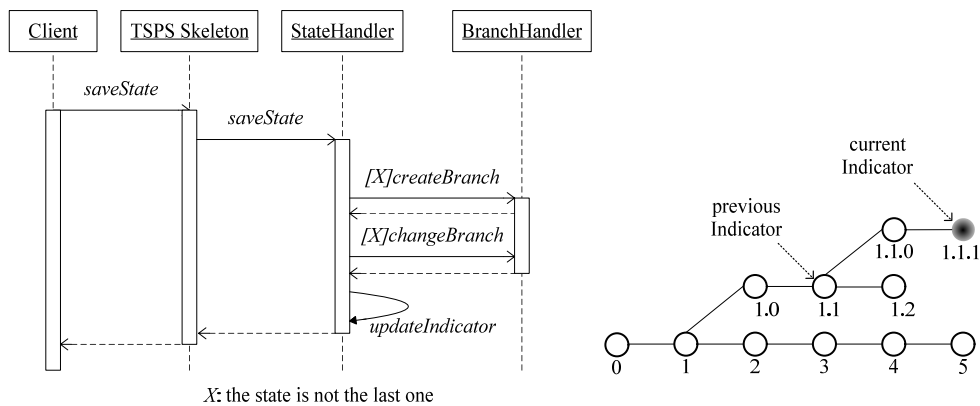 Client
TSPS Skeleton
StateHandler
BranchHandler
saveState
saveState
[X]createBranch
[X]changeBranch
updateIndicator
X: the state is not the last one
current
Indicator
previous
Indicator
1.1.0
1.1.1
1.0
1.1
1.2
0
1
2
3
4
5